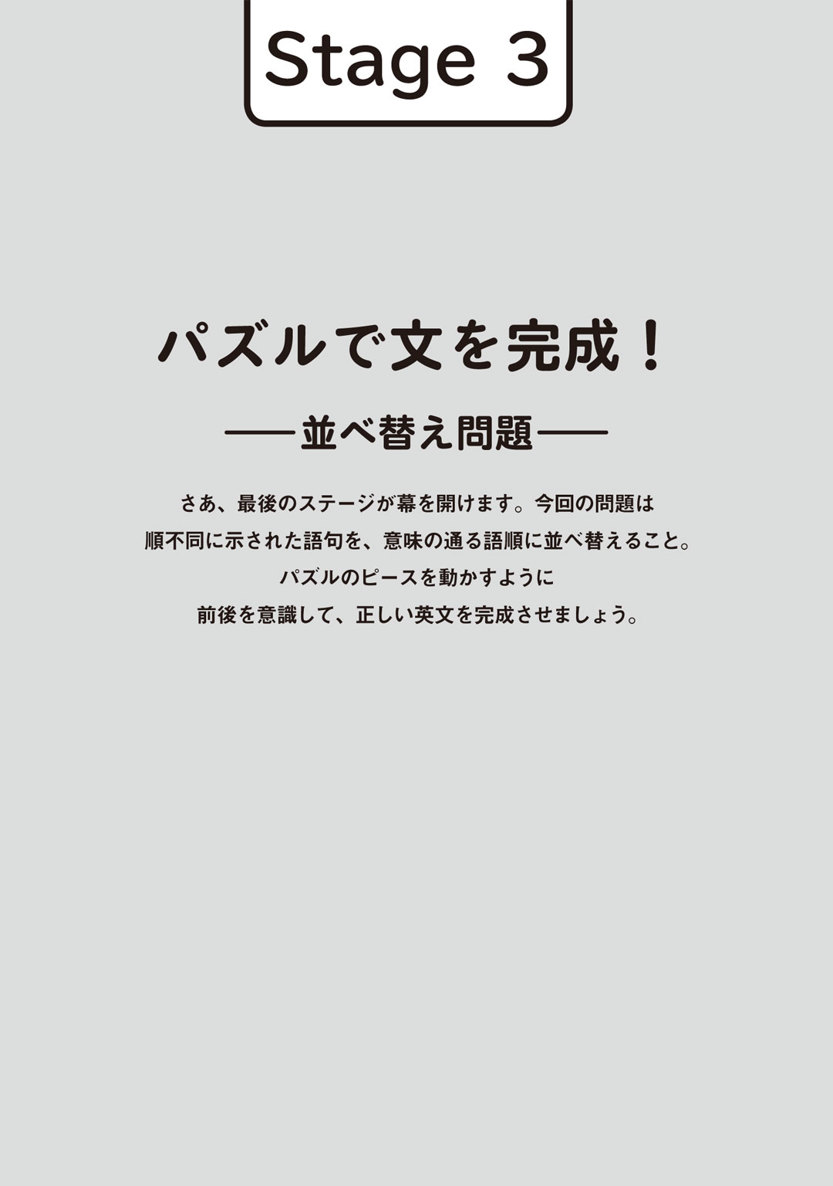 Stage 3
パズルで文を完成！
──並べ替え問題──
さあ、最後のステージが幕を開けます。今回の問題は
順不同に示された語句を、意味の通る語順に並べ替えること。
パズルのピースを動かすように
前後を意識して、正しい英文を完成させましょう。